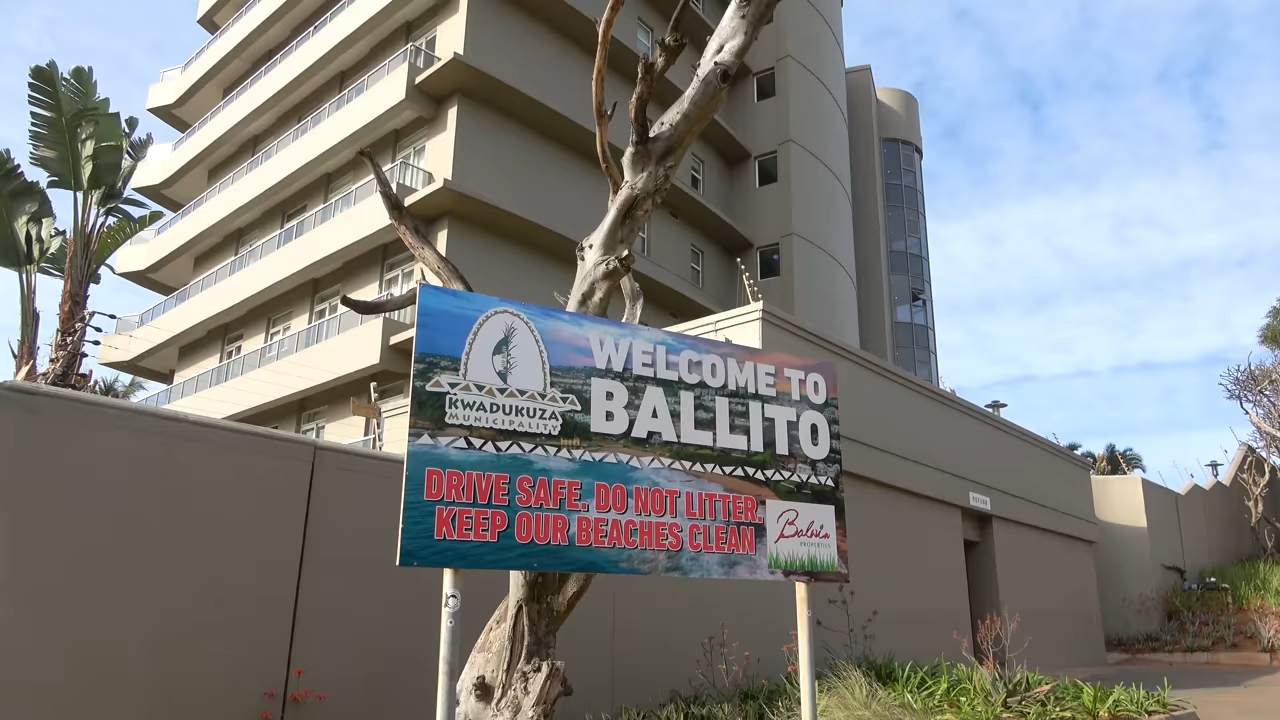 WELCOME TO
BALLITO
KWADUKUZA
MUNICIPALITY
DRIVE SAFE. DO NOT LITTER.
KEEP OUR BEACHES CLEAN
Balwin
PROPERTIES